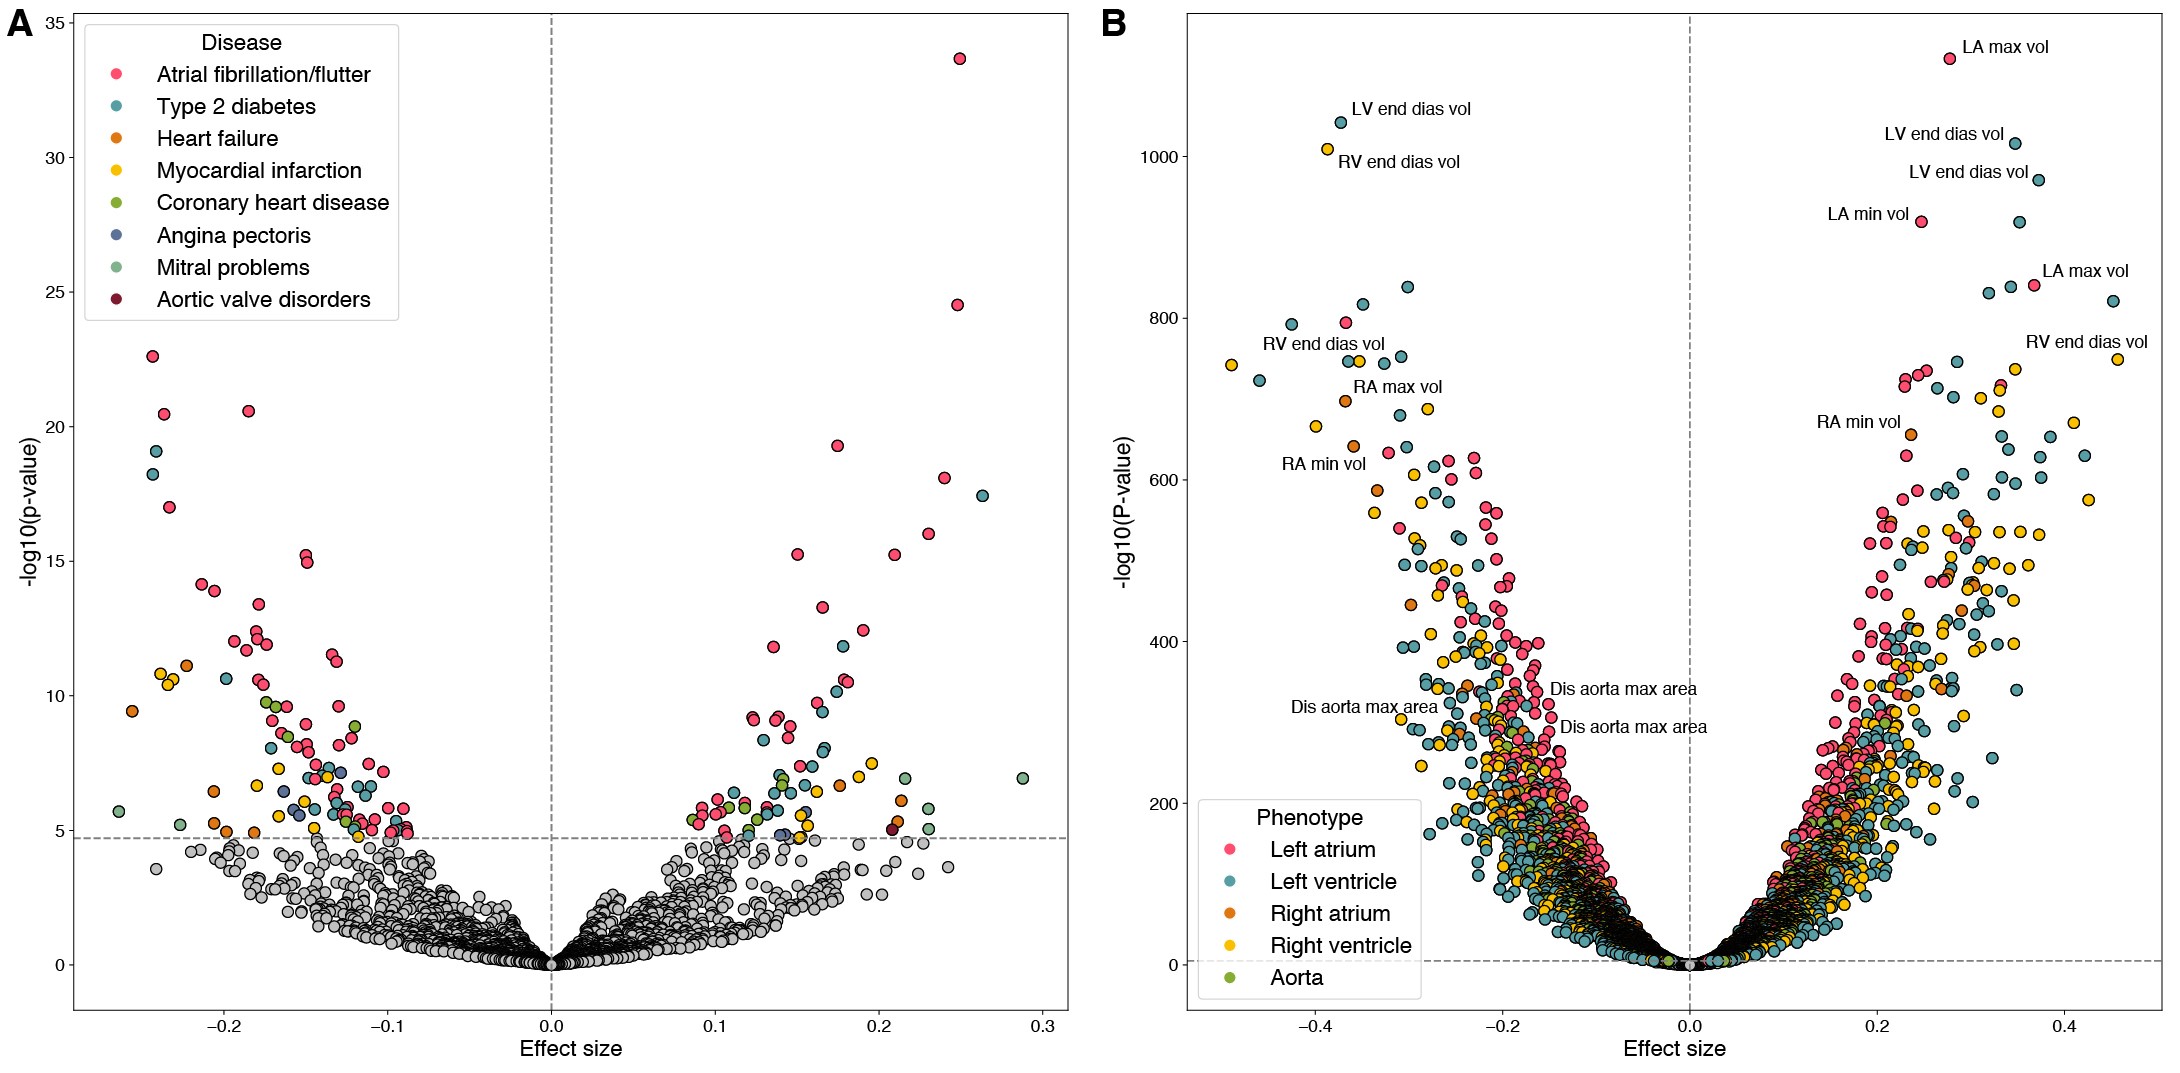 A
35
30
25
20
15
10
5
0
-log10(p-value)
Disease
Atrial fibrillation/flutter
Type 2 diabetes
Heart failure
Myocardial infarction
Coronary heart disease
Angina pectoris
Mitral problems
Aortic valve disorders
−0.2
−0.1
0.0
0.1
0.2
0.3
Effect size
B
1000
800
600
400
200
0
-log10(P-value)
LA max vol
LV end dias vol
LV end dias vol
RV end dias vol
LV end dias vol
LA min vol
LA max vol
RV end dias vol
RV end dias vol
RA max vol
RA min vol
RA min vol
Dis aorta max area
Dis aorta max area
Dis aorta max area
Phenotype
Left atrium
Left ventricle
Right atrium
Right ventricle
Aorta
−0.4
−0.2
0.0
0.2
0.4
Effect size